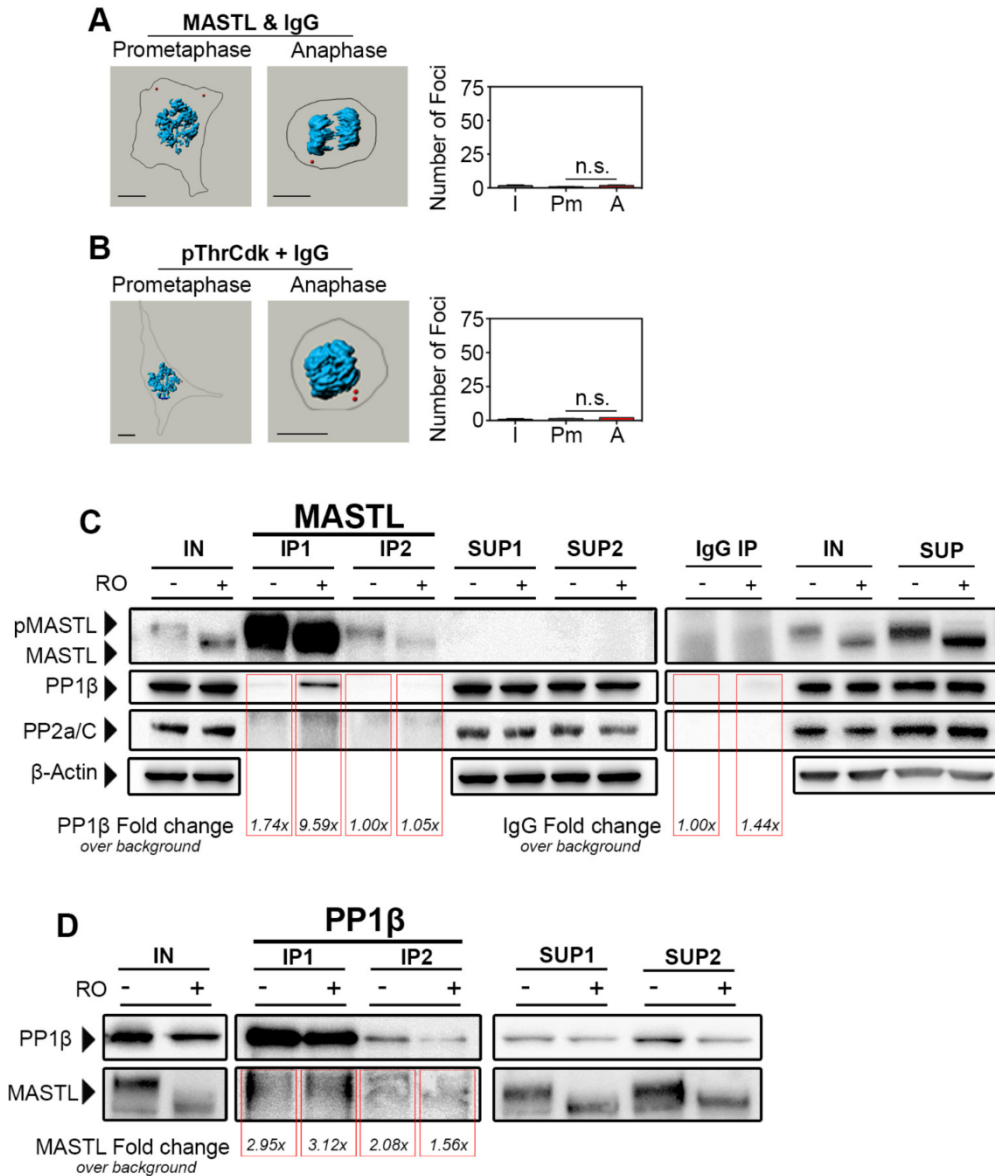 A
MASTL & IgG
Prometaphase Anaphase
Number of Foci
75
50
25
0
n.s.
I Pm A
B
pThrCdk + IgG
Prometaphase Anaphase
Number of Foci
75
50
25
0
n.s.
I Pm A
C
MASTL
IN IP1 IP2 SUP1 SUP2 IgG IP IN SUP
RO - + - + - + - + - + - + - + - +
pMASTL
MASTL
PP1β
PP2a/C
β-Actin
PP1β Fold change 1.74x 9.59x 1.00x 1.05x IgG Fold change 1.00x 1.44x
over background over background
D
PP1β
IN IP1 IP2 SUP1 SUP2
RO - + - + - + - + - +
PP1β
MASTL
MASTL Fold change 2.95x 3.12x 2.08x 1.56x
over background